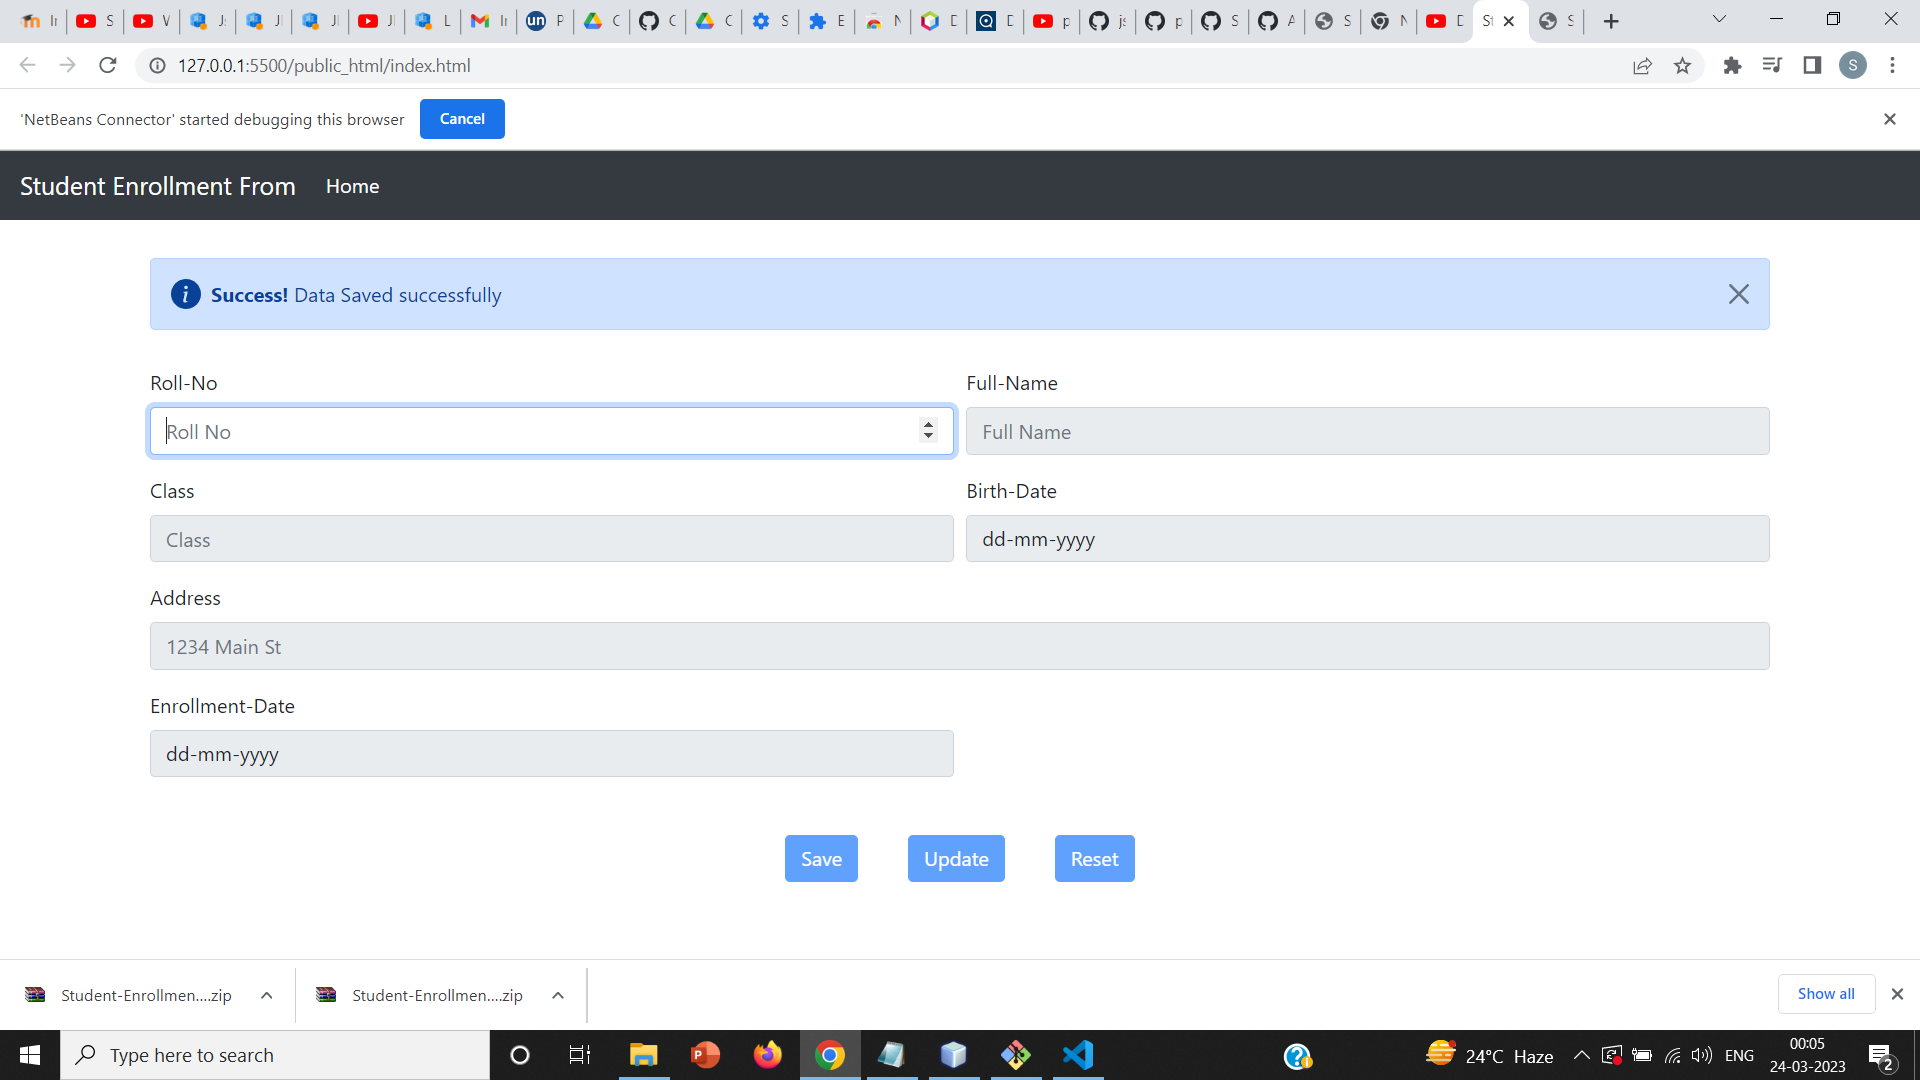 127.0.0.1:5500/public_html/index.html
S
'NetBeans Connector' started debugging this browser
Cancel
Student Enrollment From
Home
Success! Data Saved successfully
Roll-No
Full-Name
Roll No
Full Name
Class
Birth-Date
Class
dd-mm-yyyy
Address
1234 Main St
Enrollment-Date
dd-mm-yyyy
Save
Update
Reset
Student-Enrollmen....zip
Student-Enrollmen....zip
Show all
Type here to search
24°C Haze
ENG
00:05
24-03-2023
2